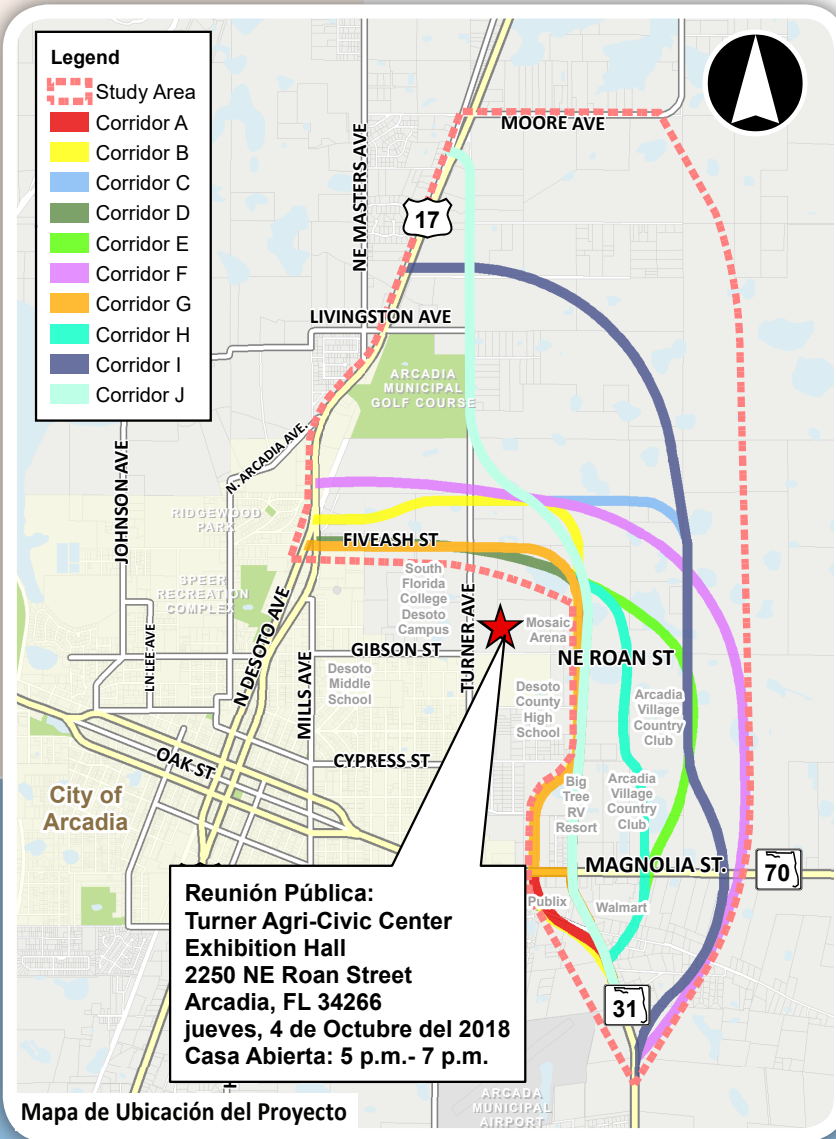 Legend
Study Area
Corridor A
Corridor B
Corridor C
Corridor D
Corridor E
Corridor F
Corridor G
Corridor H
Corridor I
Corridor J
MOORE AVE
NE MASTERS AVE
17
LIVINGSTON AVE
ARCADIA
MUNICIPAL
GOLF COURSE
N. ARCADIA AVE.
JOHNSON AVE
RIDGEWOOD
PARK
FIVEASH ST
SPEER
RECREATION
COMPLEX
South
Florida
College
Desoto
Campus
TURNER AVE
Mosaic
Arena
N DESOTO AVE
LN LEE AVE
MILLS AVE
GIBSON ST
NE ROAN ST
Desoto
Middle
School
Desoto
County
High
School
Arcadia
Village
Country
Club
OAK ST
CYPRESS ST
City of
Arcadia
Big
Tree
RV
Resort
Arcadia
Village
Country
Club
MAGNOLIA ST.
70
Publix
Walmart
31
Reunión Pública:
Turner Agri-Civic Center
Exhibition Hall
2250 NE Roan Street
Arcadia, FL 34266
jueves, 4 de Octubre del 2018
Casa Abierta: 5 p.m.- 7 p.m.
ARCADA
MUNICIPAL
AIRPORT
Mapa de Ubicación del Proyecto